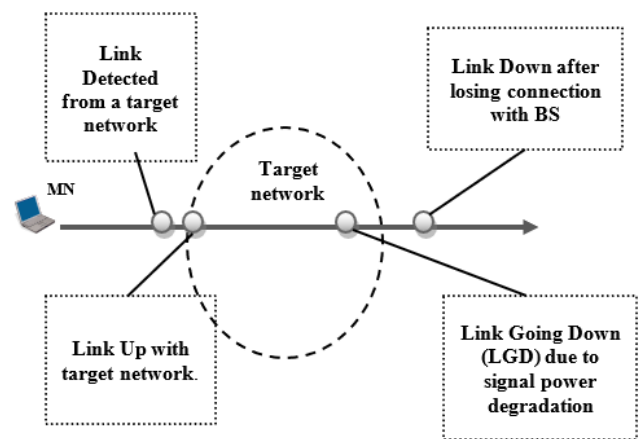 Link
Detected
from a target
network
Link Down after
losing connection
with BS
Target
network
MN
Link Up with
target network.
Link Going Down
(LGD) due to
signal power
degradation